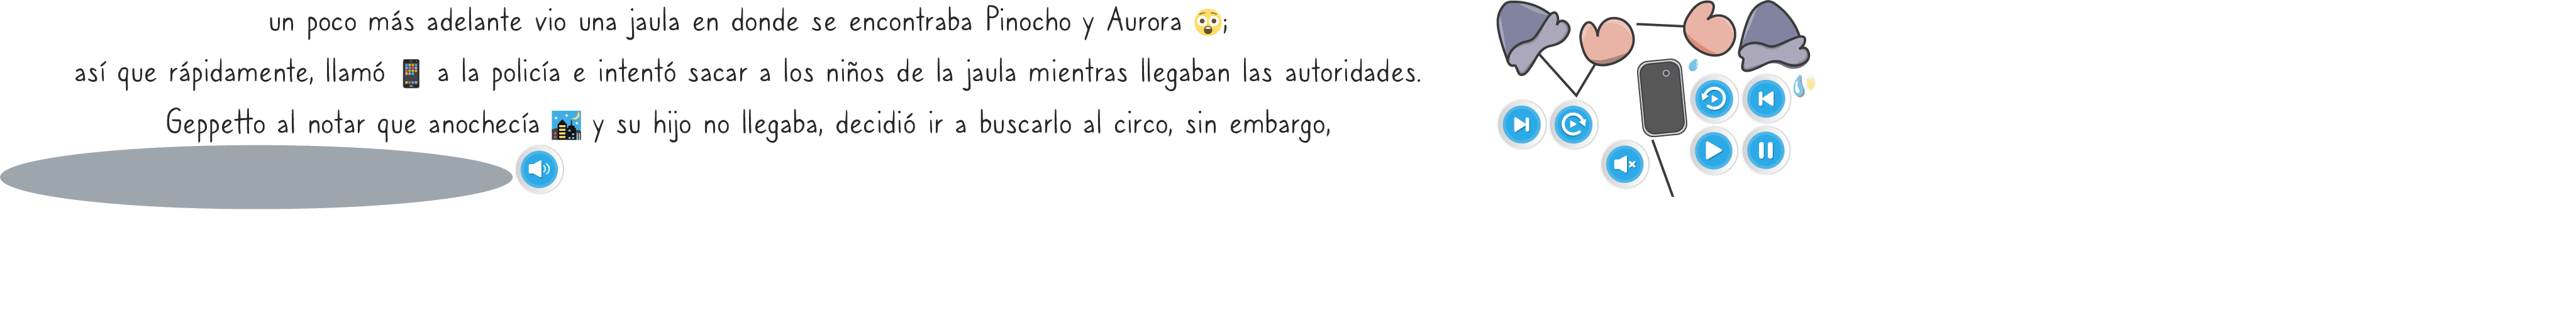 un poco más adelante vio una jaula en donde se encontraba Pinocho y Aurora 😲;
así que rápidamente, llamó 📱 a la policía e intentó sacar a los niños de la jaula mientras llegaban las autoridades.
Geppetto al notar que anochecía 🌃 y su hijo no llegaba, decidió ir a buscarlo al circo, sin embargo,